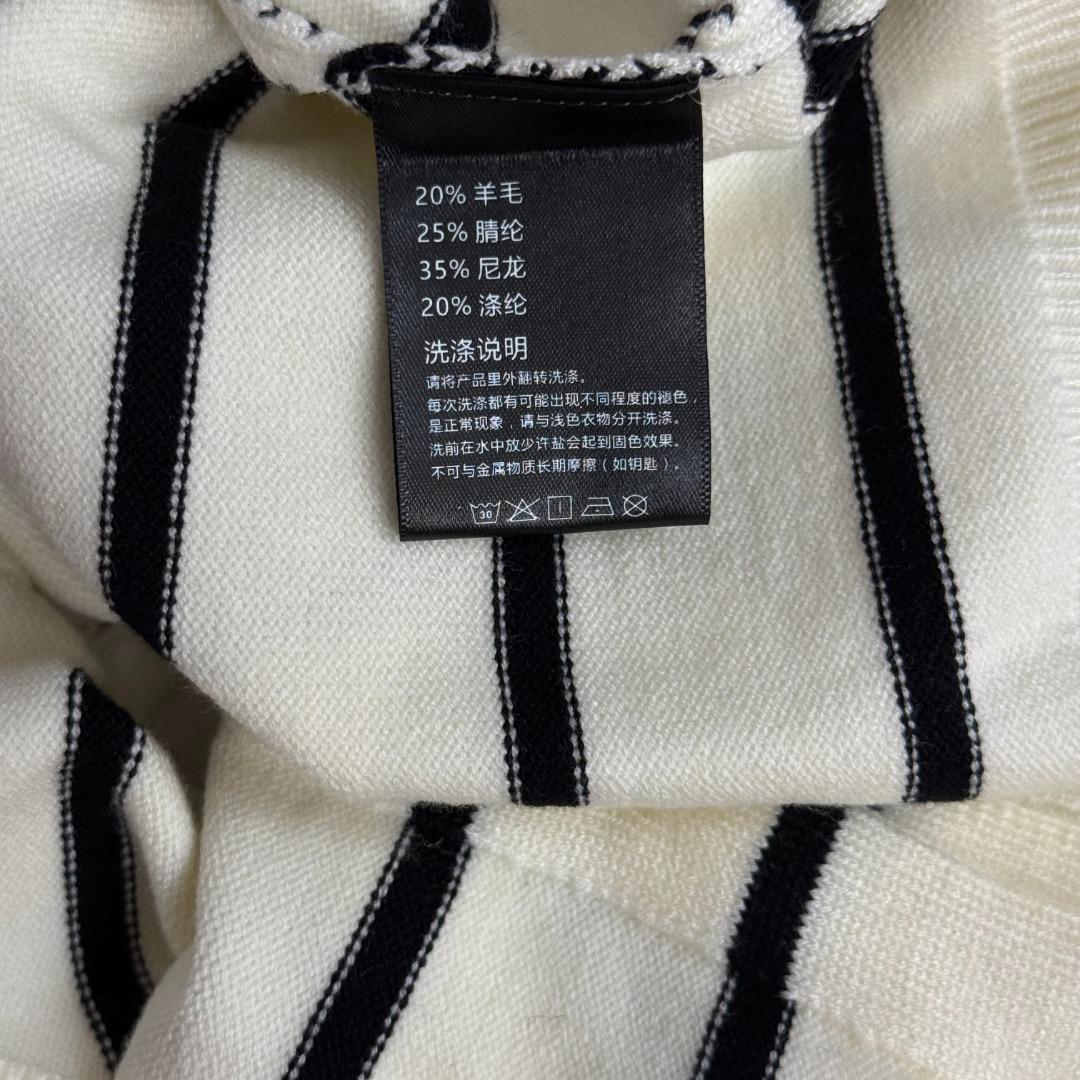 20% 羊毛
25% 腈纶
35% 尼龙
20% 涤纶
洗涤说明
请将产品里外翻转洗涤。
每次洗涤都有可能出现不同程度的褪色，
是正常现象 请与浅色衣物分开洗涤。
洗前在水中放少许盐会起到固色效果。
不可与金属物质长期摩擦（如钥匙）。
30